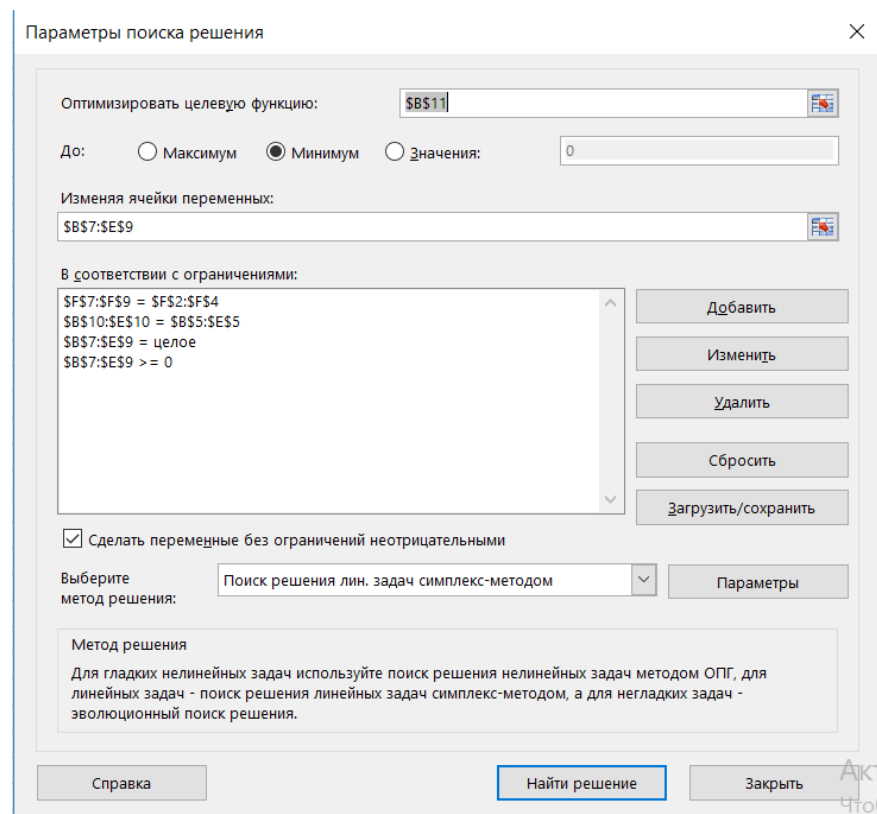 Параметры поиска решения
Оптимизировать целевую функцию: $B$11
До: Максимум Минимум Значения: 0
Изменяя ячейки переменных:
$B$7:$E$9
В соответствии с ограничениями:
$F$7:$F$9 = $F$2:$F$4
$B$10:$E$10 = $B$5:$E$5
$B$7:$E$9 = целое
$B$7:$E$9 >= 0
Добавить
Изменить
Удалить
Сбросить
Загрузить/сохранить
Сделать переменные без ограничений неотрицательными
Выберите
метод решения:
Поиск решения лин. задач симплекс-методом
Параметры
Метод решения
Для гладких нелинейных задач используйте поиск решения нелинейных задач методом ОПГ, для
линейных задач - поиск решения линейных задач симплекс-методом, а для негладких задач -
эволюционный поиск решения.
Справка Найти решение Закрыть